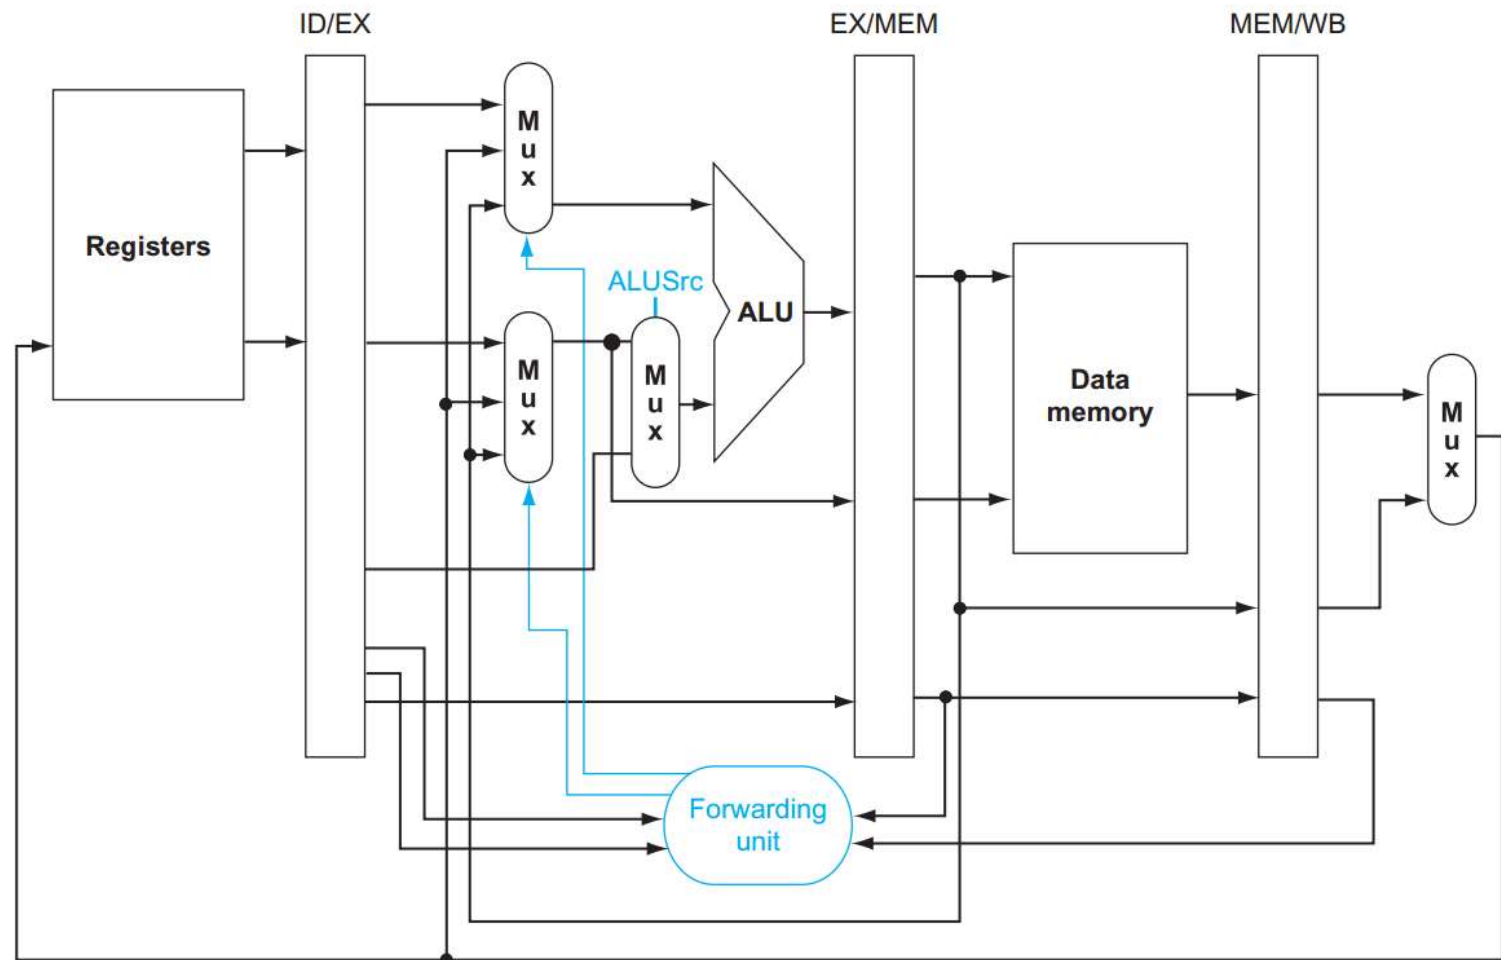 ID/EX
EX/MEM
MEM/WB
M
u
x
Registers
ALUSrc
ALU
M
u
x
M
u
x
Data
memory
M
u
x
Forwarding
unit